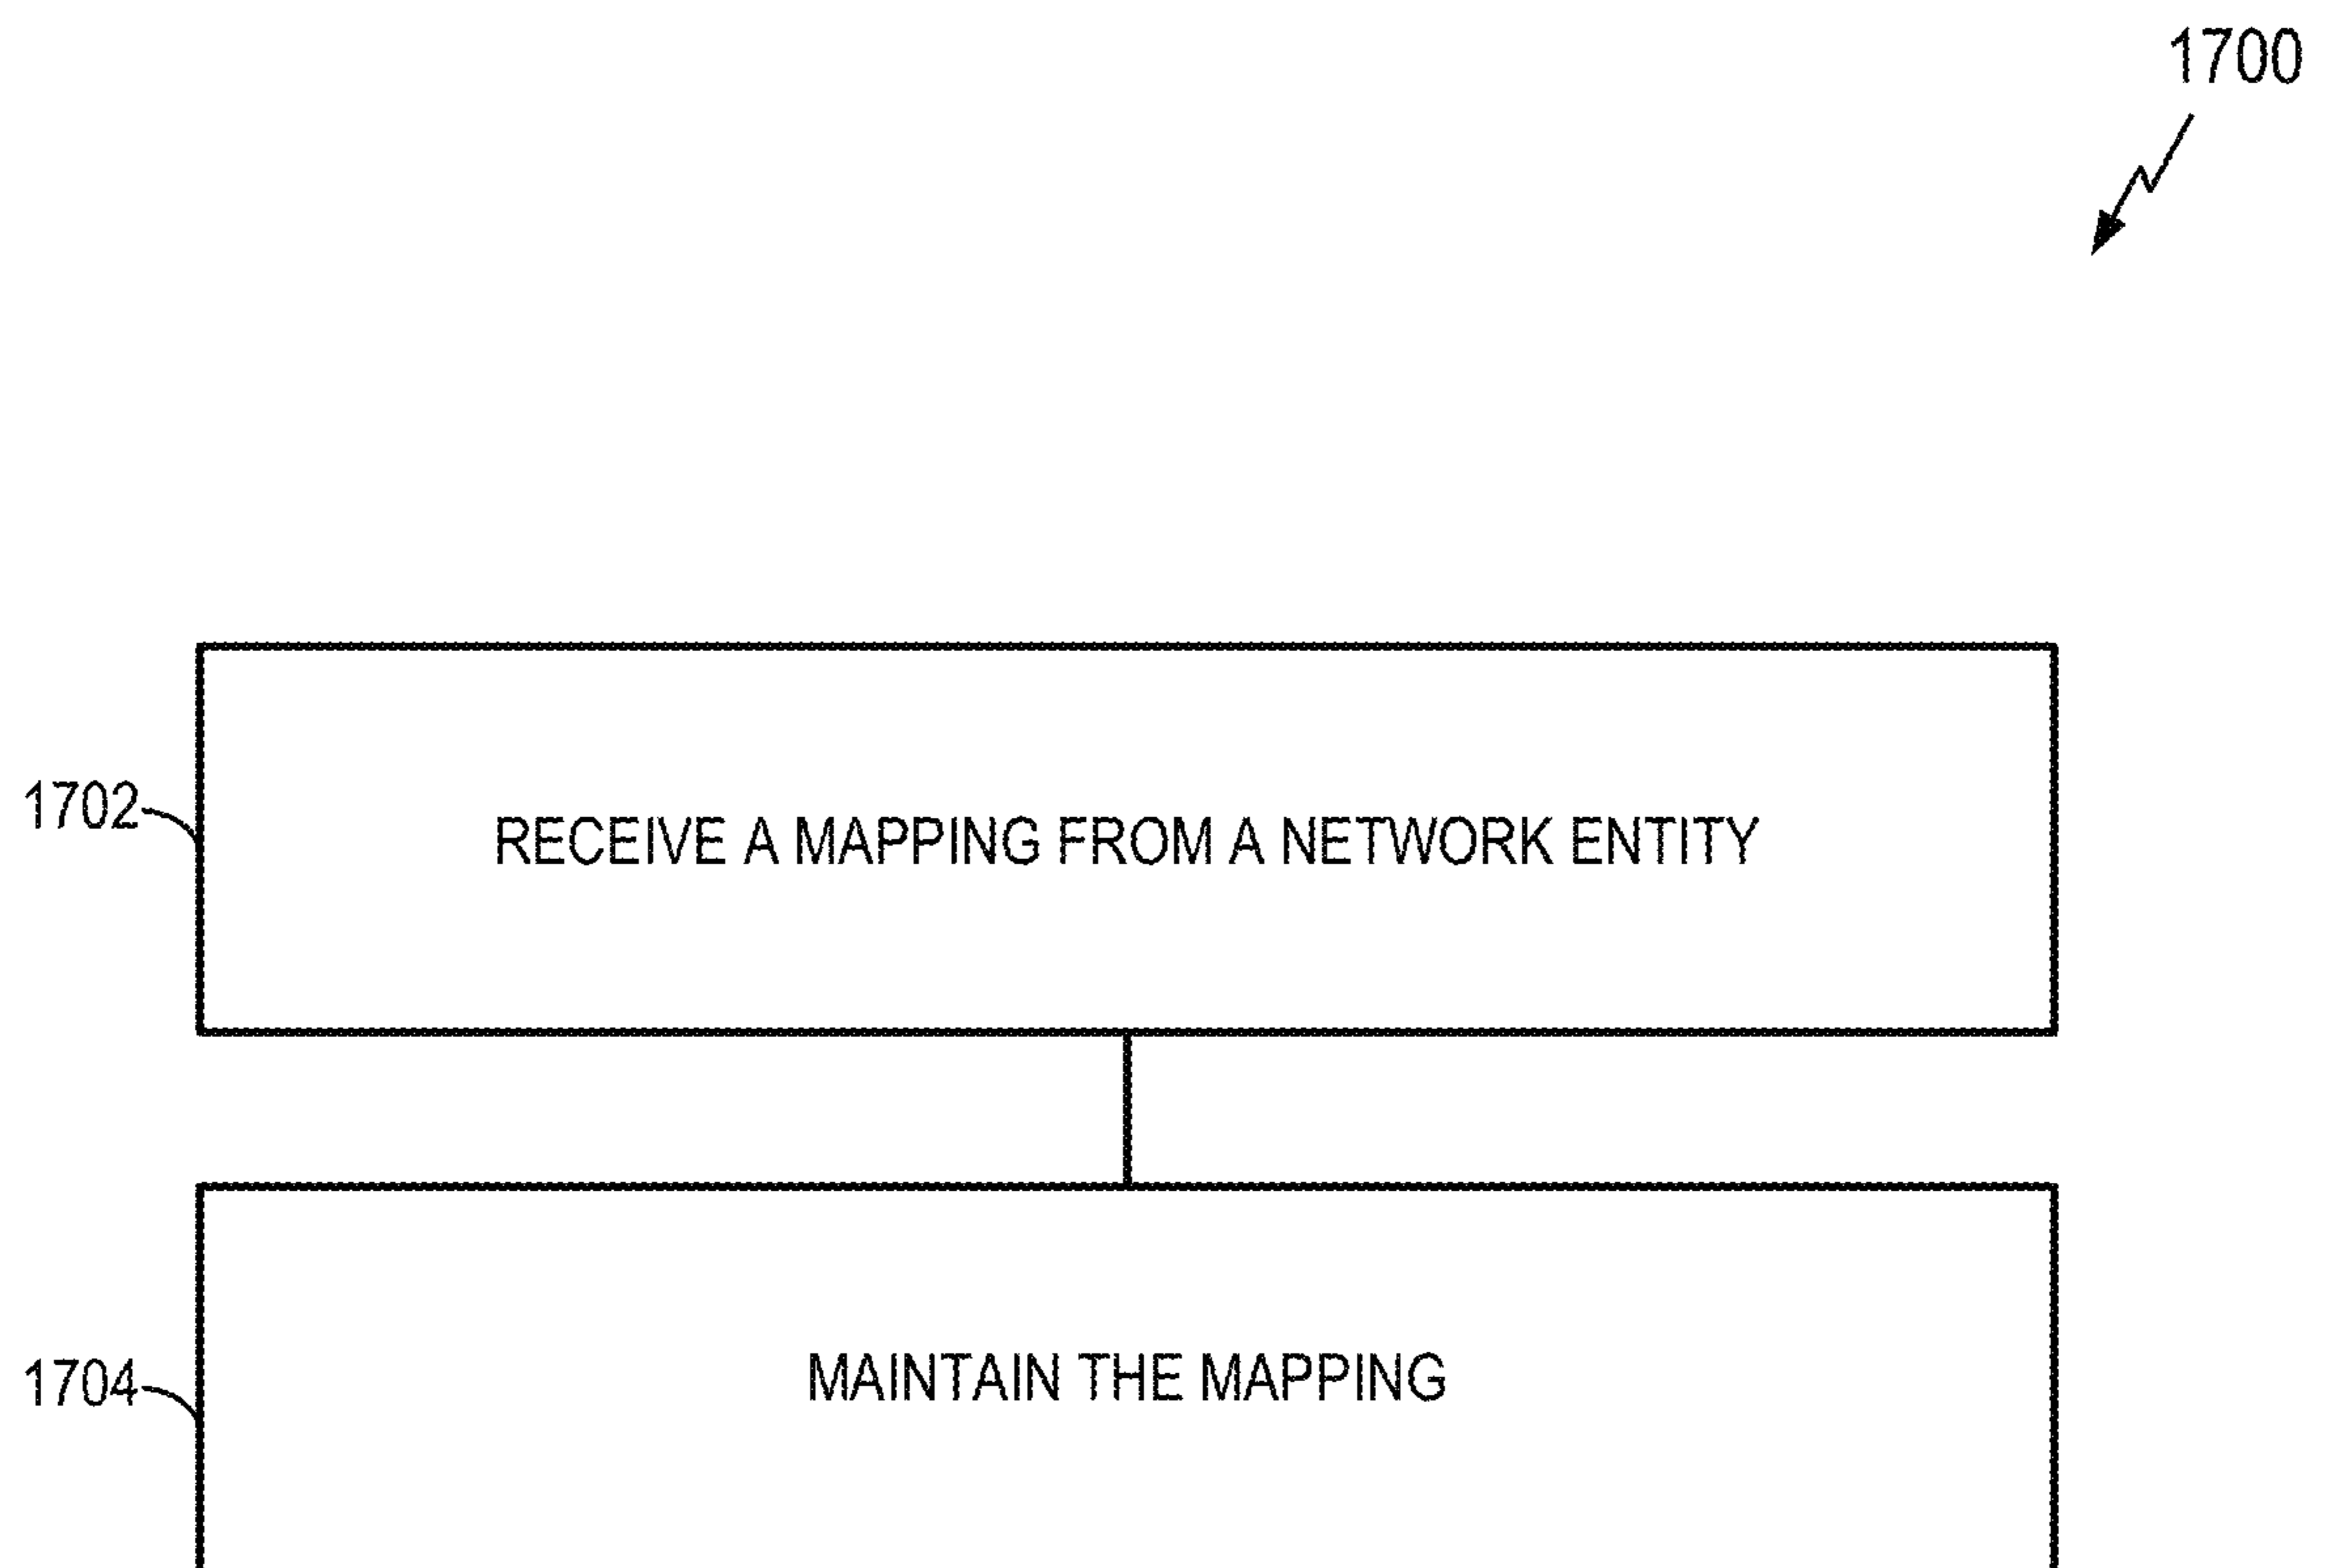 1700
1702
RECEIVE A MAPPING FROM A NETWORK ENTITY
1704
MAINTAIN THE MAPPING